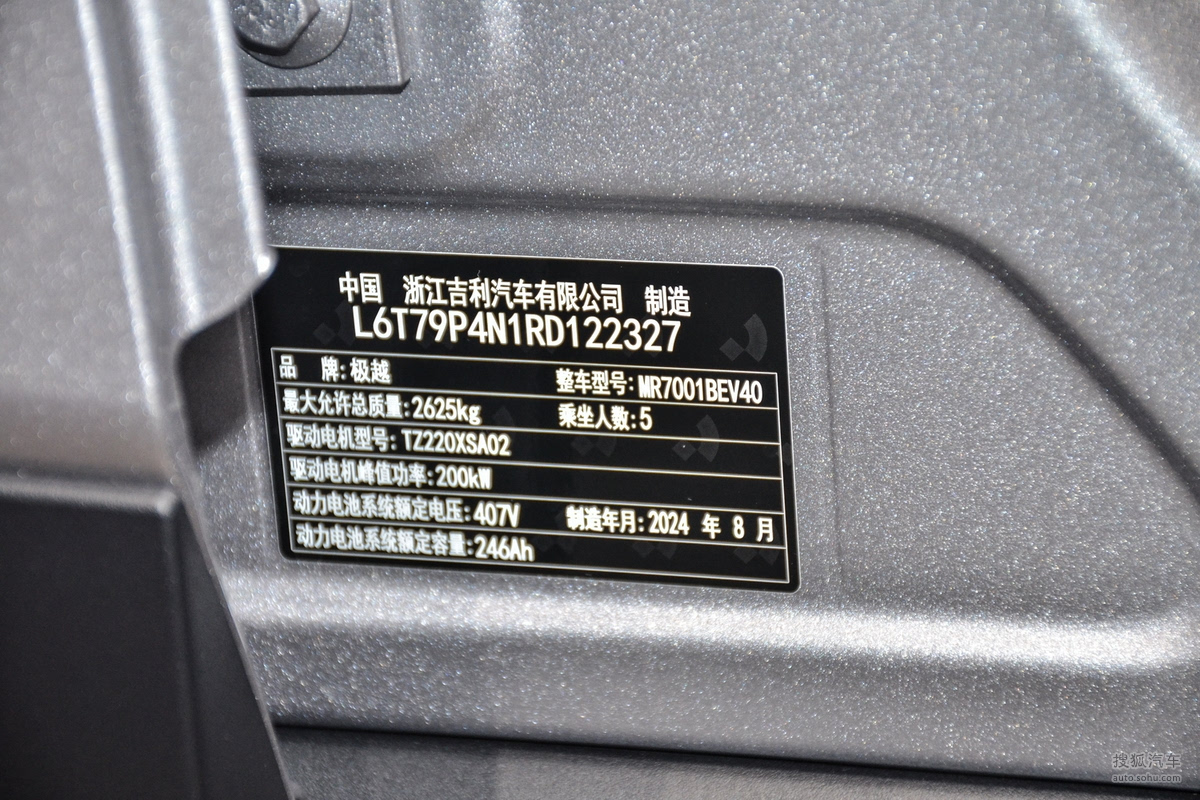 中国 浙江吉利汽车有限公司 制造
L6T79P4N1RD122327
品 牌:极越 整车型号:MR7001BEV40
最大允许总质量:2625kg 乘坐人数:5
驱动电机型号:TZ220XSA02
驱动电机峰值功率:200kW
动力电池系统额定电压:407V 制造年月:2024 年 8 月
动力电池系统额定容量:246Ah
搜狐汽车
auto.sohu.com